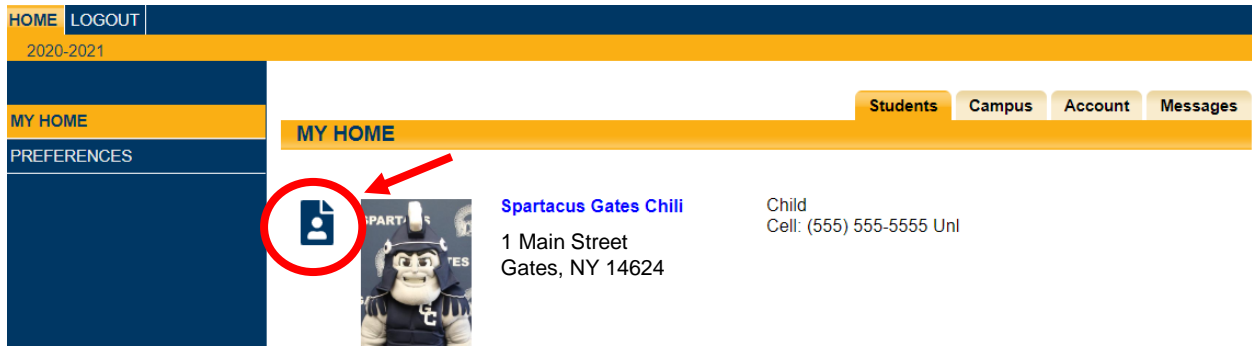 HOME LOGOUT
2020-2021
Students Campus Account Messages
MY HOME
MY HOME
PREFERENCES
Spartacus Gates Chili
Child
Cell: (555) 555-5555 Unl
1 Main Street
Gates, NY 14624
GC